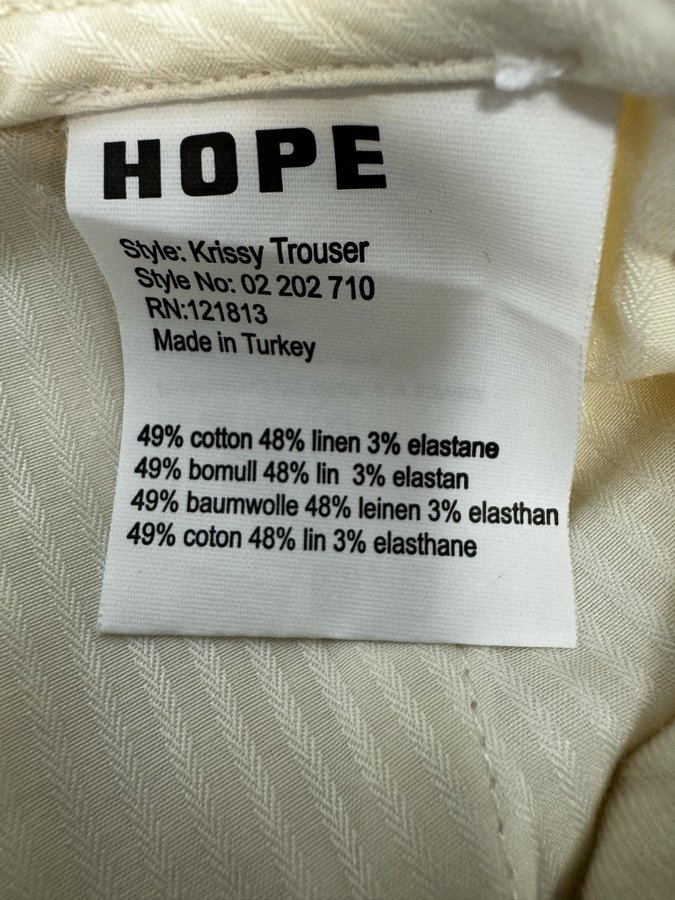 HOPE
Style: Krissy Trouser
Style No: 02 202 710
RN:121813
Made in Turkey
49% cotton 48% linen 3% elastane
49% bomull 48% lin 3% elastan
49% baumwolle 48% leinen 3% elasthan
49% coton 48% lin 3% elasthane